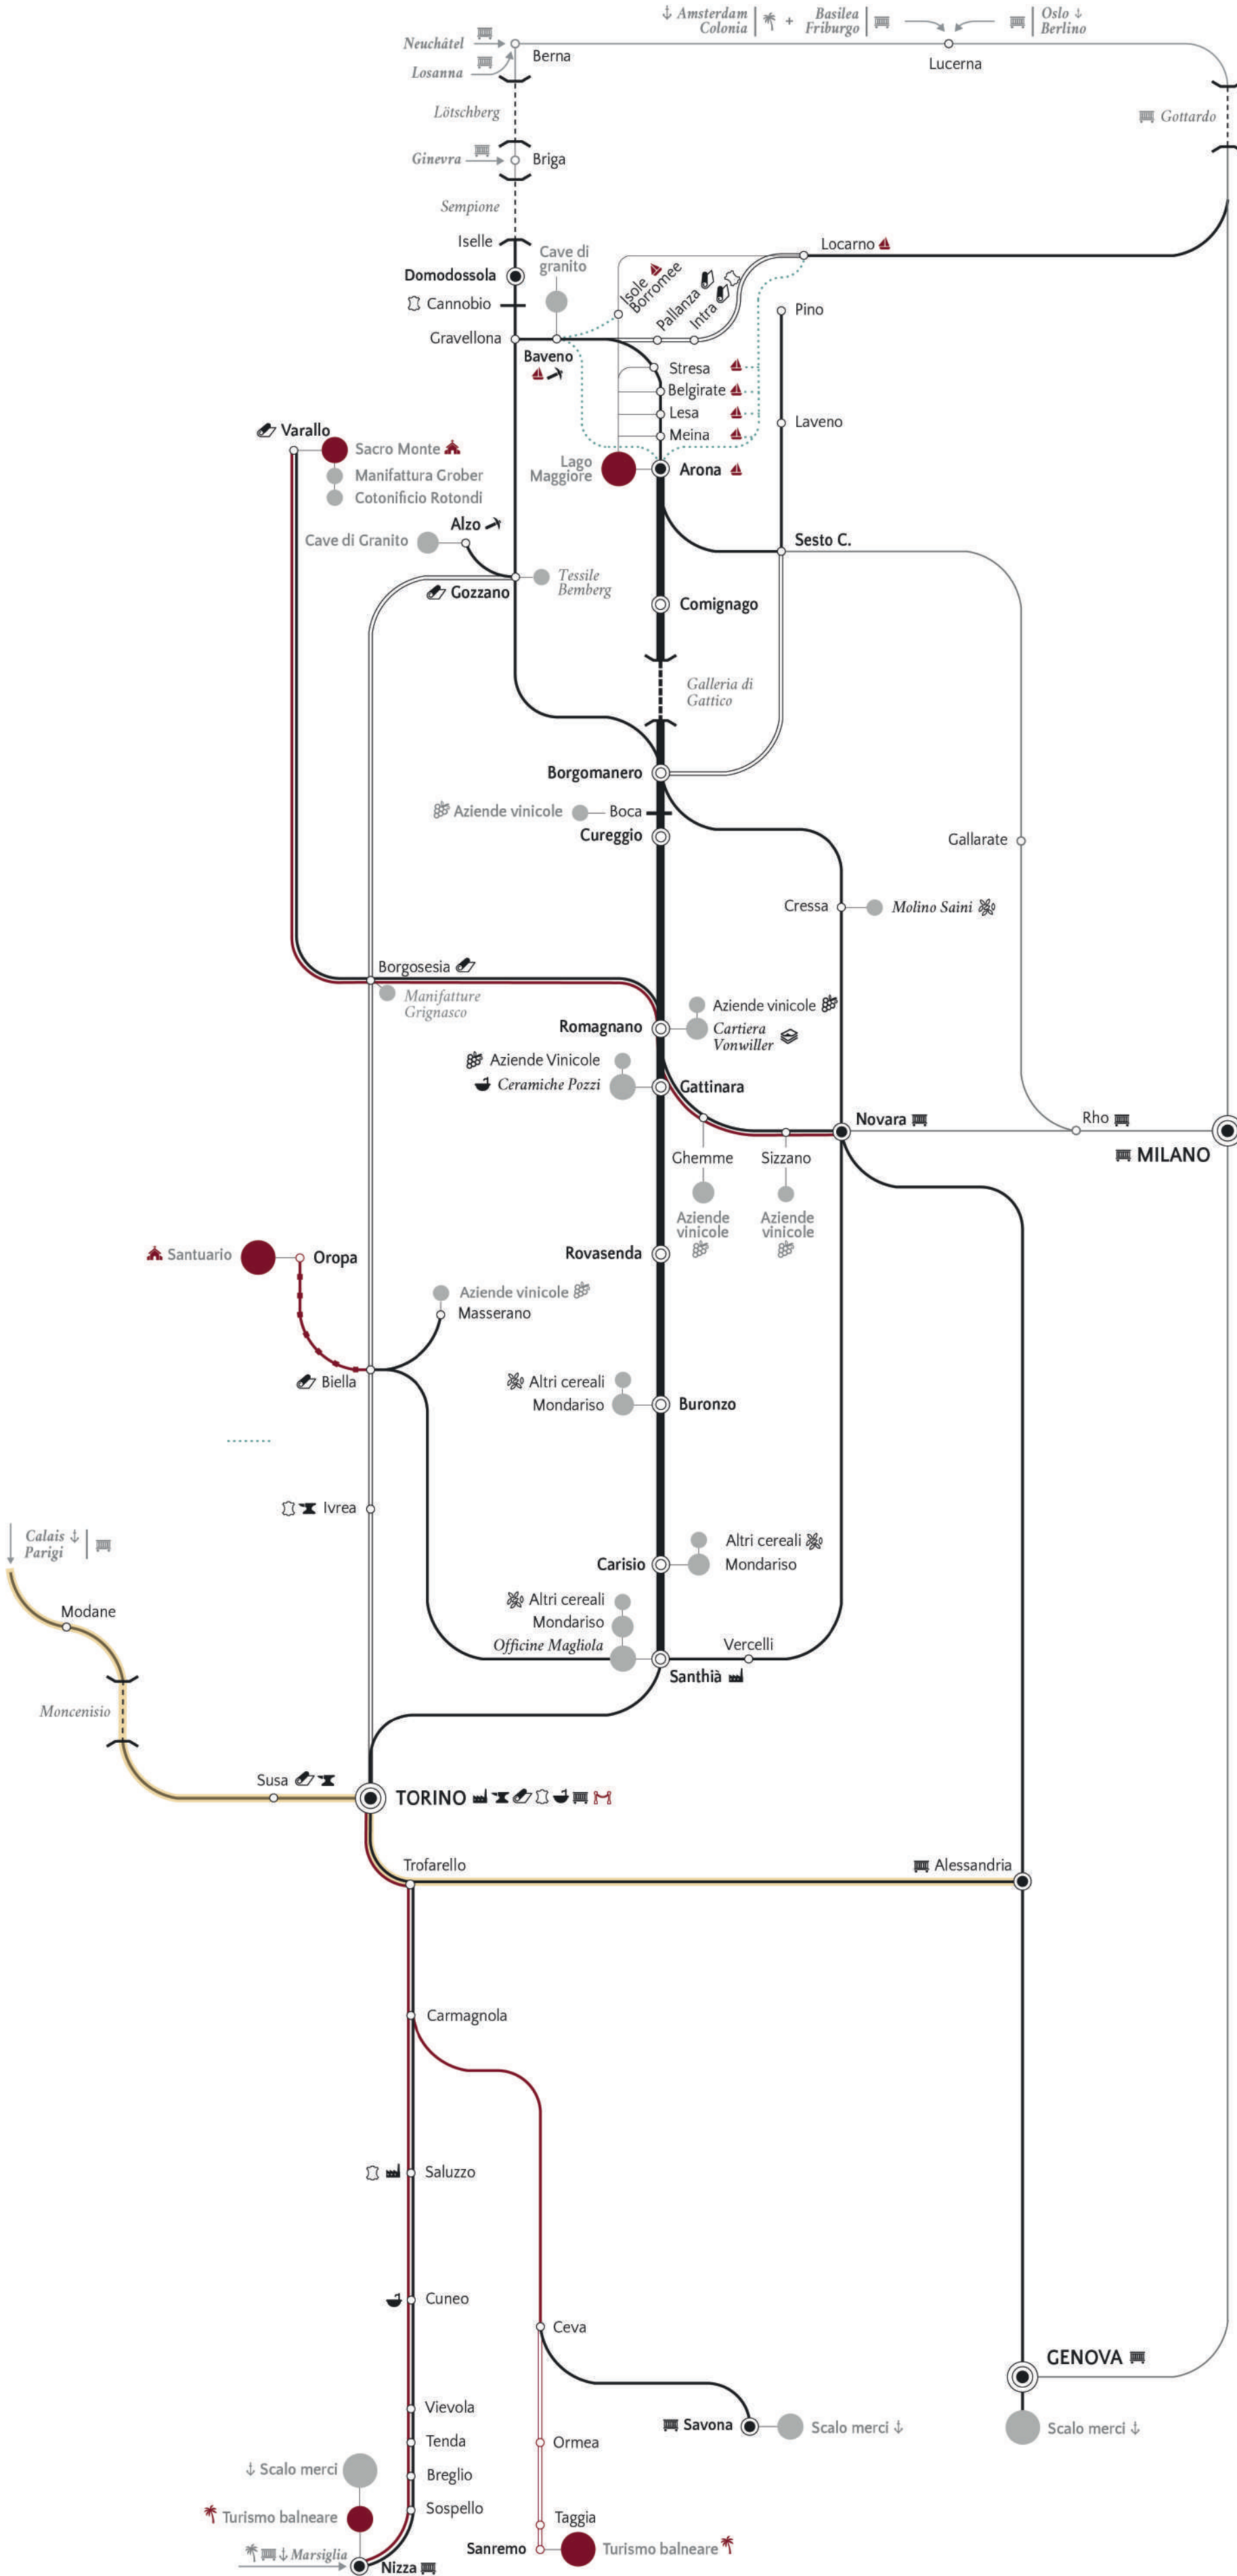 Amsterdam
Colonia
+
Basilea
Friburgo
Oslo
Berlino
Neuchâtel
Losanna
Berna
Lucerna
Lötschberg
Gottardo
Ginevra
Briga
Sempione
Iselle
Cave di
granito
Locarno
Domodossola
Isole
Borromee
Pallanza
Intra
Cannobio
Pino
Gravellona
Baveno
Stresa
Belgirate
Lesa
Laveno
Meina
Varallo
Sacro Monte
Lago
Maggiore
Arona
Manifattura Grober
Cotonificio Rotondi
Alzo
Cave di Granito
Sesto C.
Tessile
Bemberg
Gozzano
Comignago
Galleria di
Gattico
Borgomanero
Aziende vinicole
Boca
Cureggio
Gallarate
Cressa
Molino Saini
Borgosesia
Manifatture
Grignasco
Aziende vinicole
Romagnano
Cartiera
Vonwiller
Aziende Vinicole
Ceramiche Pozzi
Gattinara
Novara
Rho
MILANO
Ghemme
Sizzano
Aziende
vinicole
Aziende
vinicole
Santuario
Oropa
Rovasenda
Aziende vinicole
Masserano
Biella
Altri cereali
Mondariso
Buronzo
Ivrea
Calais
Parigi
Altri cereali
Carisio
Mondariso
Modane
Altri cereali
Mondariso
Officine Magliola
Vercelli
Santhià
Moncenisio
Susa
TORINO
Trofarello
Alessandria
Carmagnola
Saluzzo
Cuneo
Ceva
GENOVA
Vievola
Savona
Scalo merci
Scalo merci
Tenda
Ormea
Scalo merci
Breglio
Turismo balneare
Sospello
Taggia
Sanremo
Turismo balneare
Marsiglia
Nizza